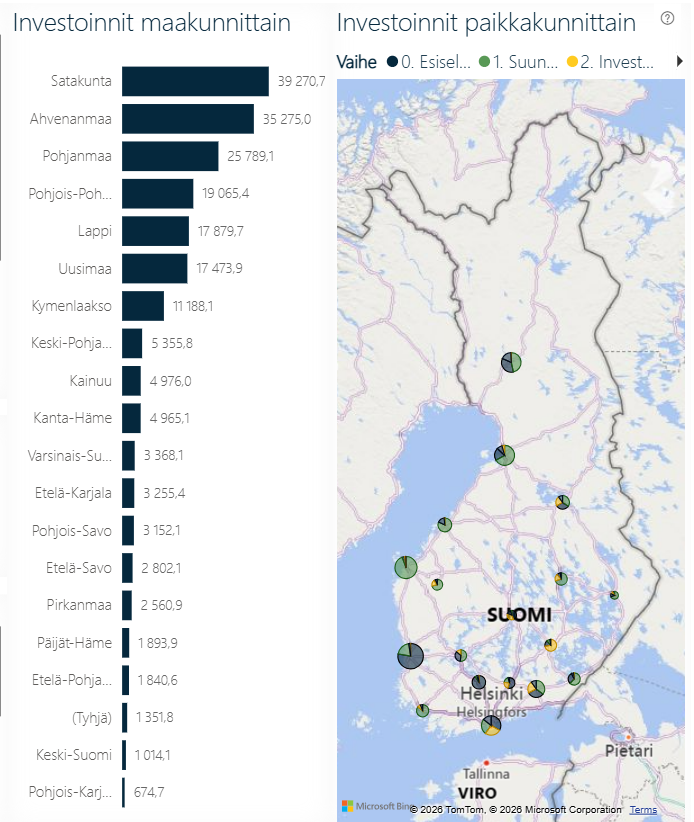 Investoinnit maakunnittain
Satakunta 39 270,7
Ahvenanmaa 35 275,0
Pohjanmaa 25 789,1
Pohjois-Poh... 19 065,4
Lappi 17 879,7
Uusimaa 17 473,9
Kymenlaakso 11 188,1
Keski-Pohja... 5 355,8
Kainuu 4 976,0
Kanta-Häme 4 965,1
Varsinais-Su... 3 368,1
Etelä-Karjala 3 255,4
Pohjois-Savo 3 152,1
Etelä-Savo 2 802,1
Pirkanmaa 2 560,9
Päijät-Häme 1 893,9
Etelä-Pohja... 1 840,6
(Tyhjä) 1 351,8
Keski-Suomi 1 014,1
Pohjois-Karj... 674,7
Investoinnit paikkakunnittain ?
Vaihe 0. Esisel... 1. Suun... 2. Invest...
SUOMI
Helsinki
Helsingfors
Pietari
Tallinna
VIRO
Microsoft Bing © 2026 TomTom, © 2026 Microsoft Corporation Terms